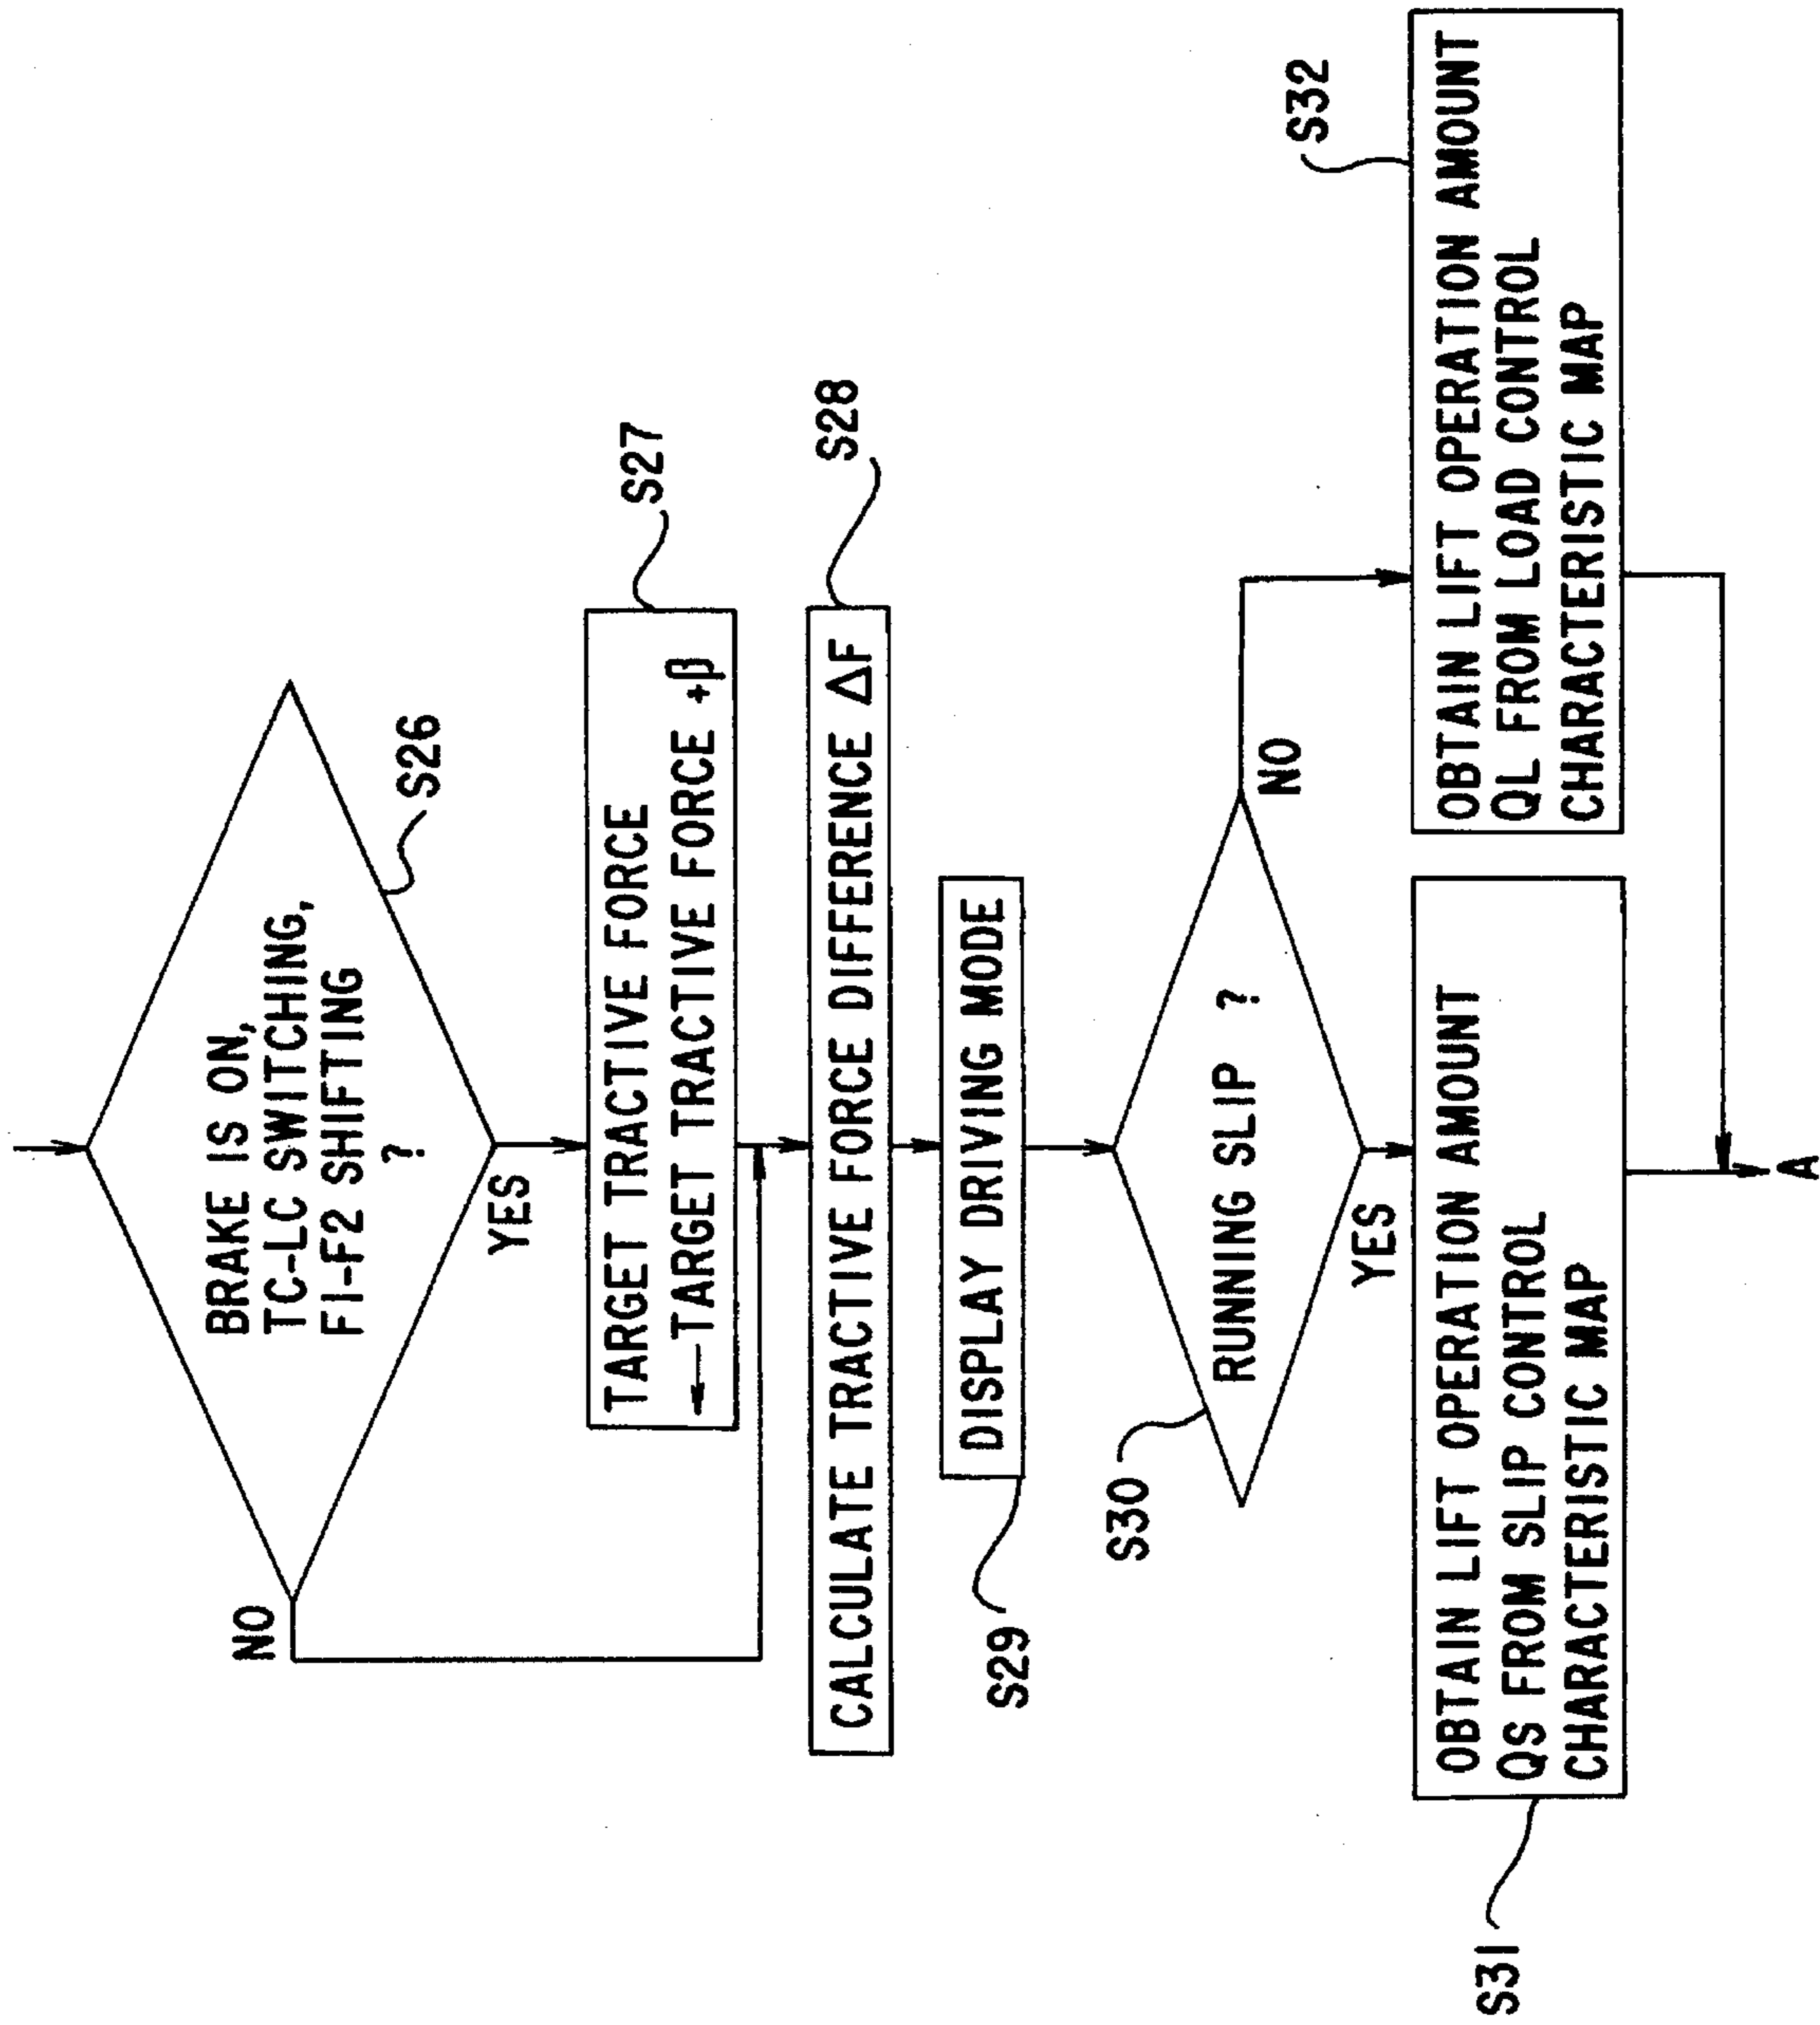 BRAKE IS ON,
TC-LC SWITCHING,
F1-F2 SHIFTING
?
S26
NO
YES
TARGET TRACTIVE FORCE
←TARGET TRACTIVE FORCE +β
S27
CALCULATE TRACTIVE FORCE DIFFERENCE ΔF
S28
DISPLAY DRIVING MODE
S29
RUNNING SLIP ?
S30
NO
YES
OBTAIN LIFT OPERATION AMOUNT
QS FROM SLIP CONTROL
CHARACTERISTIC MAP
S31
OBTAIN LIFT OPERATION AMOUNT
QL FROM LOAD CONTROL
CHARACTERISTIC MAP
S32
A